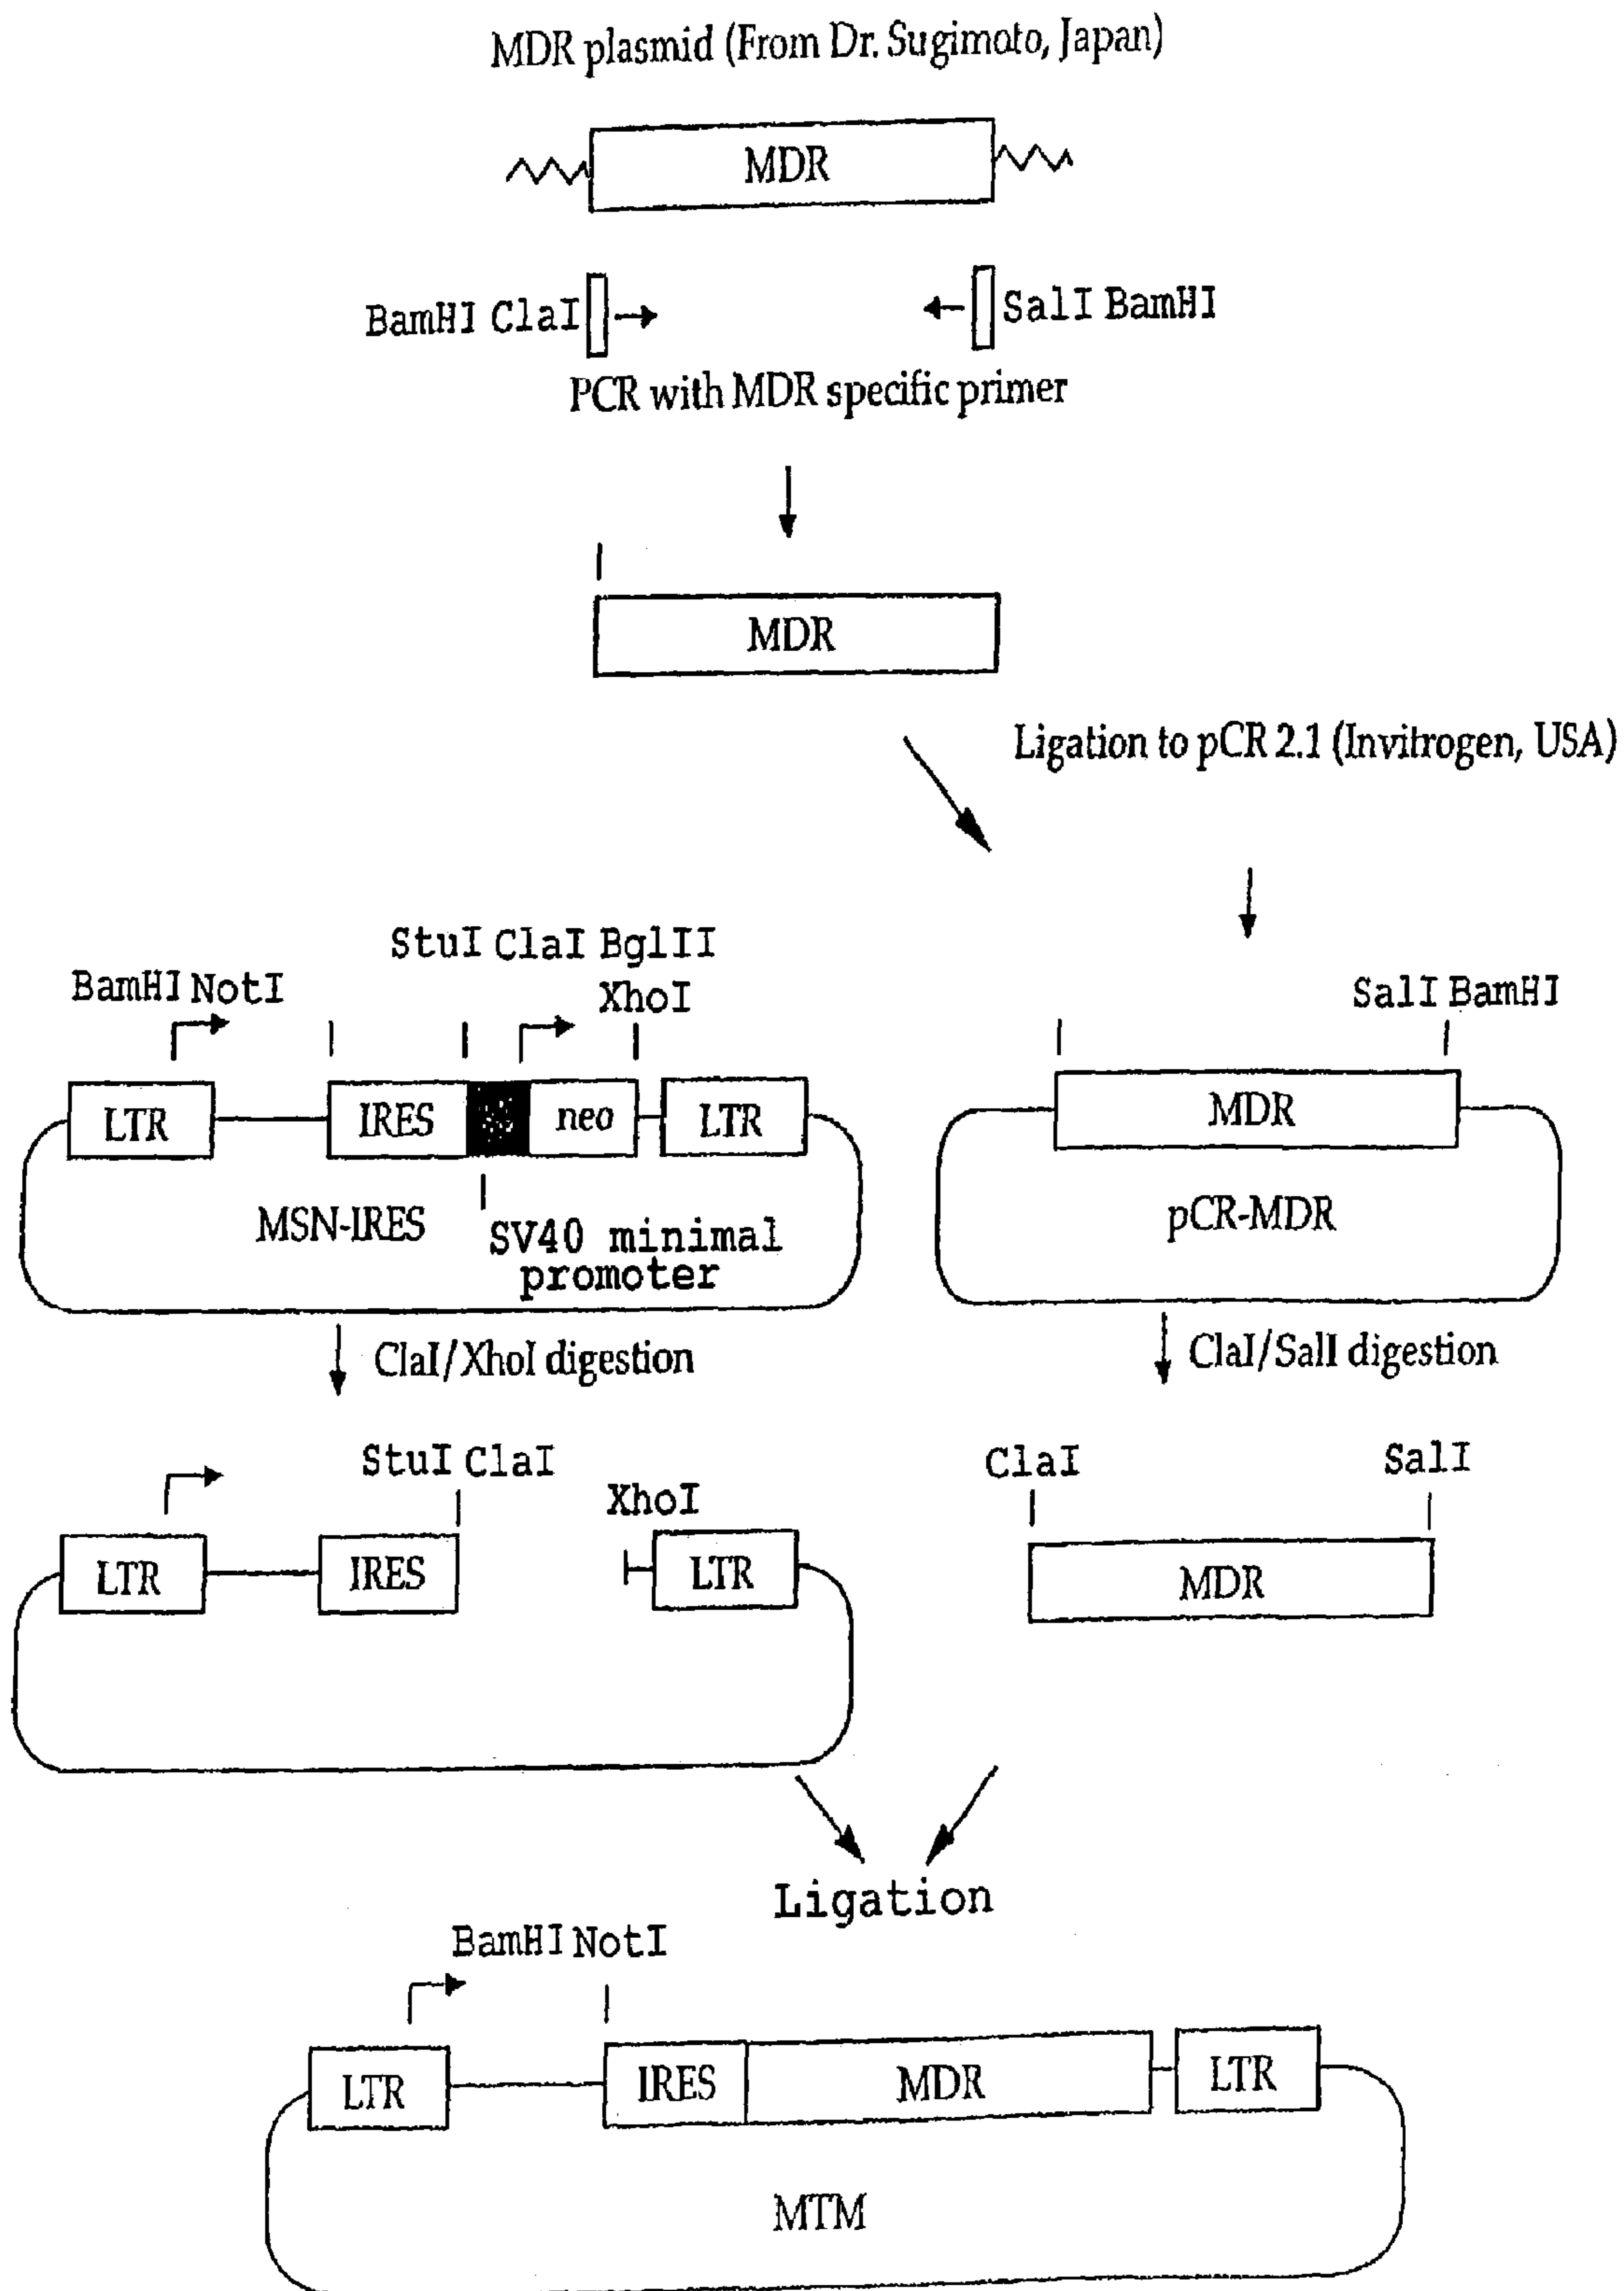 MDR plasmid (From Dr. Sugimoto, Japan)
MDR
BamHI ClaI
SalI BamHI
PCR with MDR specific primer
MDR
Ligation to pCR 2.1 (Invitrogen, USA)
StuI ClaI BglII
BamHI NotI
XhoI
SalI BamHI
LTR
IRES
neo
LTR
MDR
MSN-IRES
SV40 minimal
promoter
pCR-MDR
ClaI/XhoI digestion
ClaI/SalI digestion
StuI ClaI
XhoI
ClaI
SalI
LTR
IRES
LTR
MDR
Ligation
BamHI NotI
LTR
IRES
MDR
LTR
MTM